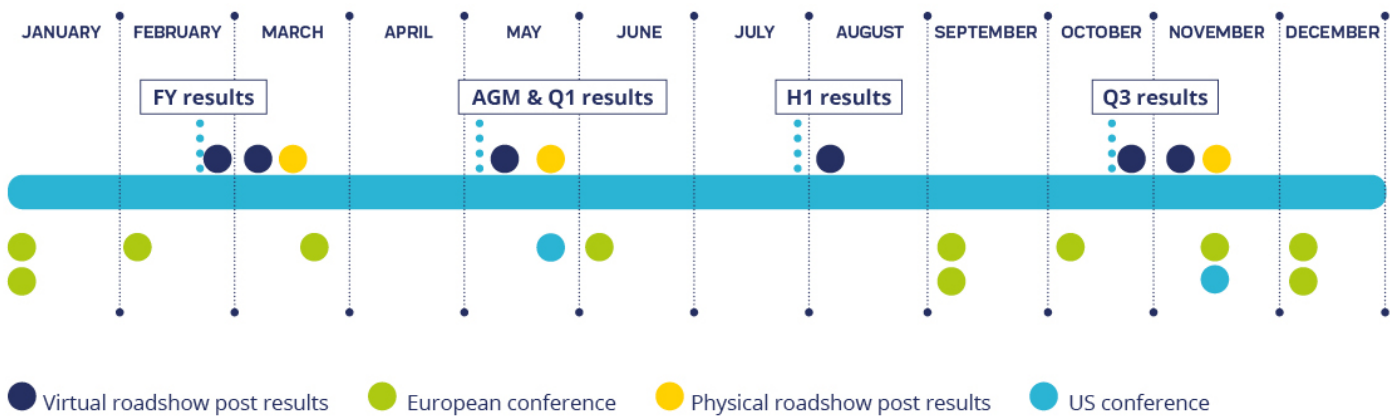 JANUARY FEBRUARY MARCH APRIL MAY JUNE JULY AUGUST SEPTEMBER OCTOBER NOVEMBER DECEMBER
FY results AGM & Q1 results H1 results Q3 results
Virtual roadshow post results European conference Physical roadshow post results US conference